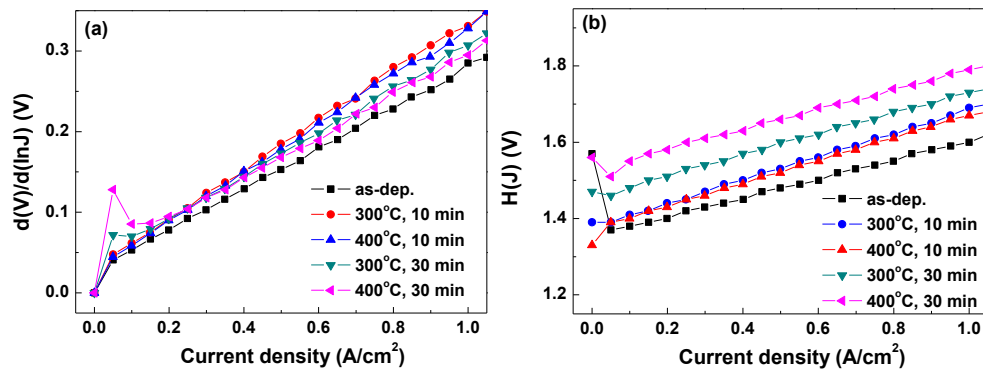 (a)
d(V)/d(lnJ) (V)
0.3
0.2
0.1
0.0
as-dep.
300°C, 10 min
400°C, 10 min
300°C, 30 min
400°C, 30 min
0.0 0.2 0.4 0.6 0.8 1.0
Current density (A/cm²)
(b)
H(J) (V)
1.8
1.6
1.4
1.2
as-dep.
300°C, 10 min
400°C, 10 min
300°C, 30 min
400°C, 30 min
0.0 0.2 0.4 0.6 0.8 1.0
Current density (A/cm²)